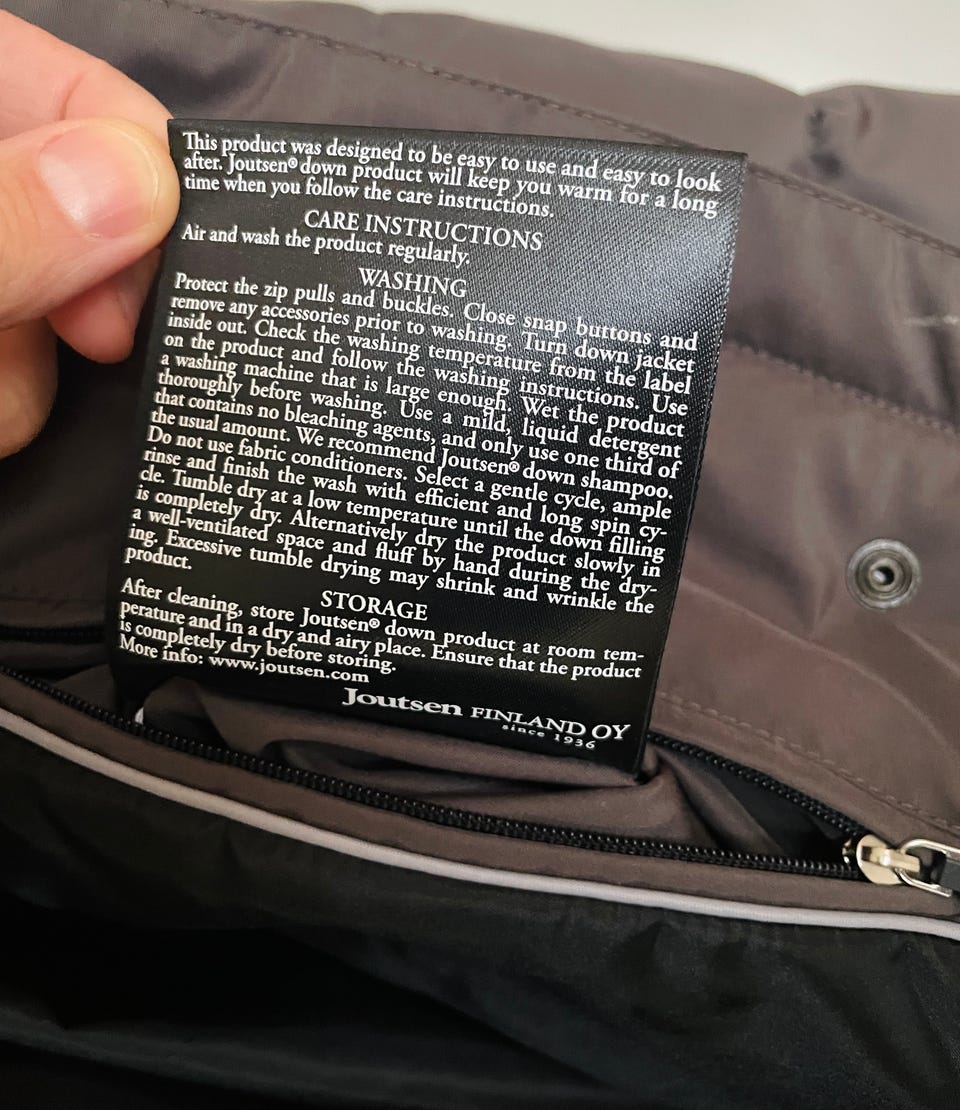 This product was designed to be easy to use and easy to look
after. Joutsen® down product will keep you warm for a long
time when you follow the care instructions.
CARE INSTRUCTIONS
Air and wash the product regularly.
WASHING
Protect the zip pulls and buckles. Close snap buttons and
remove any accessories prior to washing. Turn down jacket
inside out. Check the washing temperature from the label
on the product and follow the washing instructions. Use
a washing machine that is large enough. Wet the product
thoroughly before washing. Use a mild, liquid detergent
that contains no bleaching agents, and only use one third of
the usual amount. We recommend Joutsen® down shampoo.
Do not use fabric conditioners. Select a gentle cycle, ample
rinse and finish the wash with efficient and long spin cy-
cle. Tumble dry at a low temperature until the down filling
is completely dry. Alternatively dry the product slowly in
a well-ventilated space and fluff by hand during the dry-
ing. Excessive tumble drying may shrink and wrinkle the
product.
STORAGE
After cleaning, store Joutsen® down product at room tem-
perature and in a dry and airy place. Ensure that the product
is completely dry before storing.
More info: www.joutsen.com
Joutsen FINLAND OY
since 1936